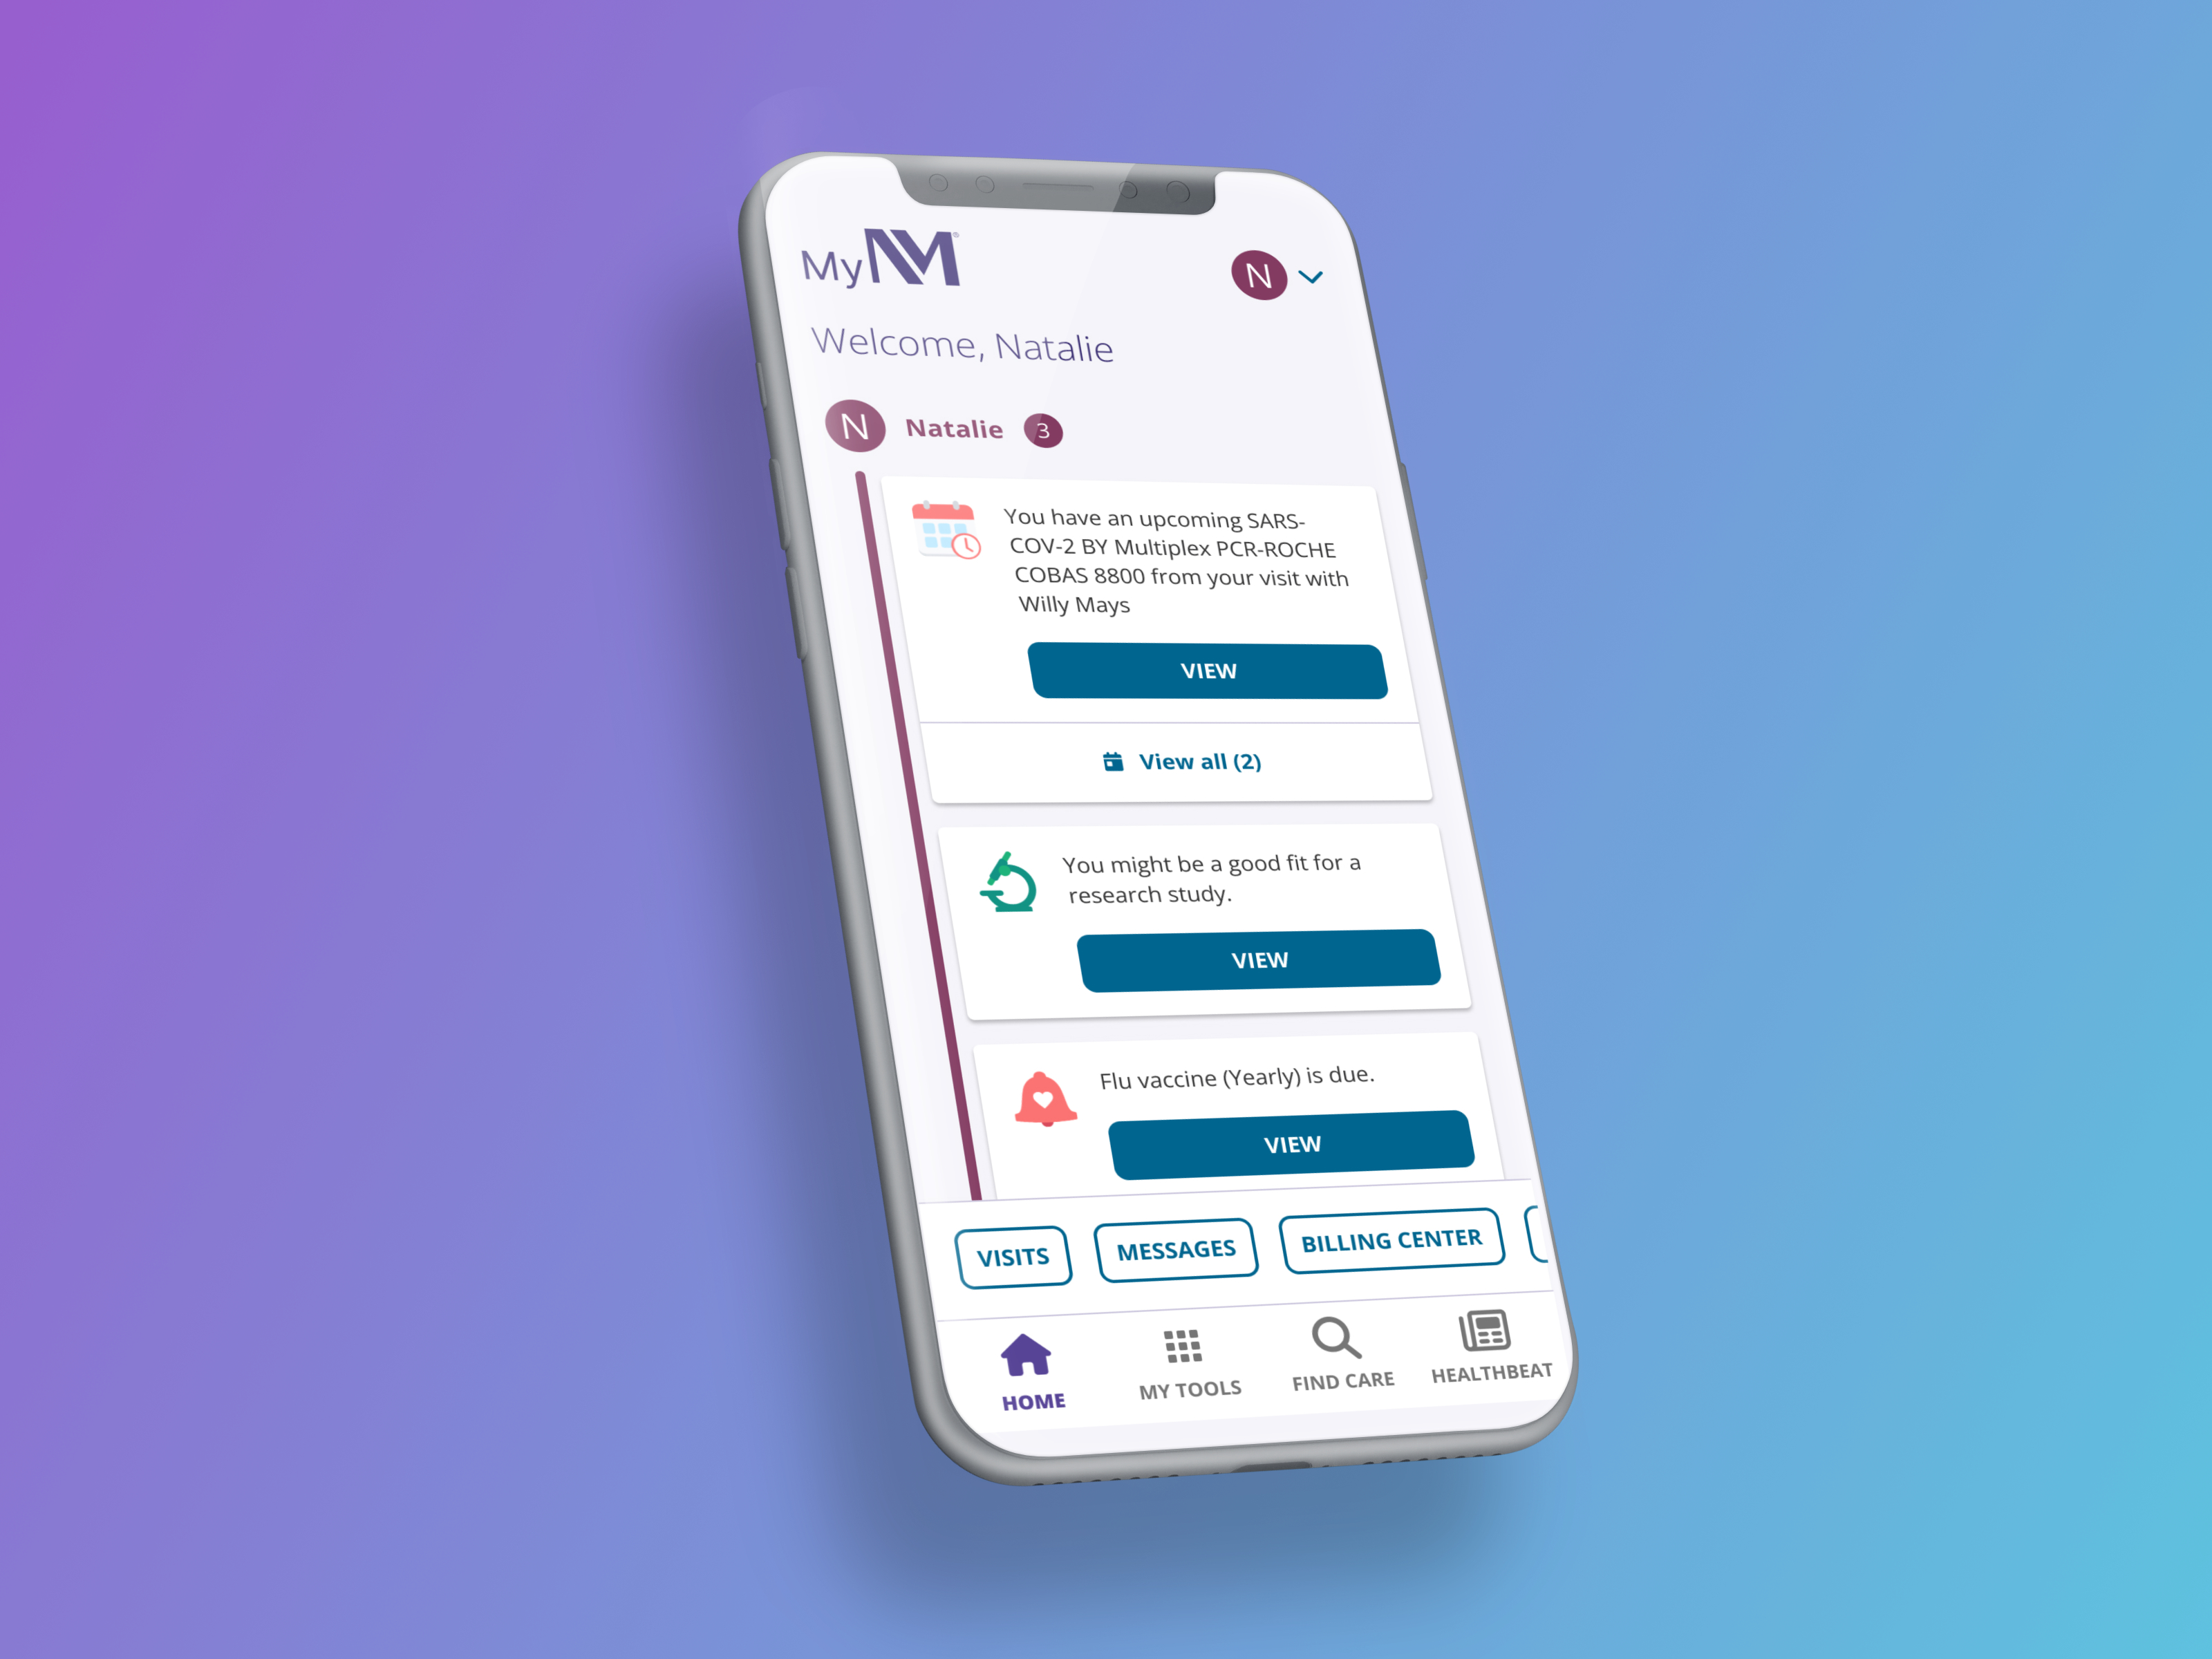 MyNM®
N
Welcome, Natalie
N Natalie 3
You have an upcoming SARS-
COV-2 BY Multiplex PCR-ROCHE
COBAS 8800 from your visit with
Willy Mays
VIEW
View all (2)
You might be a good fit for a
research study.
VIEW
Flu vaccine (Yearly) is due.
VIEW
VISITS MESSAGES BILLING CENTER
HOME MY TOOLS FIND CARE HEALTHBEAT